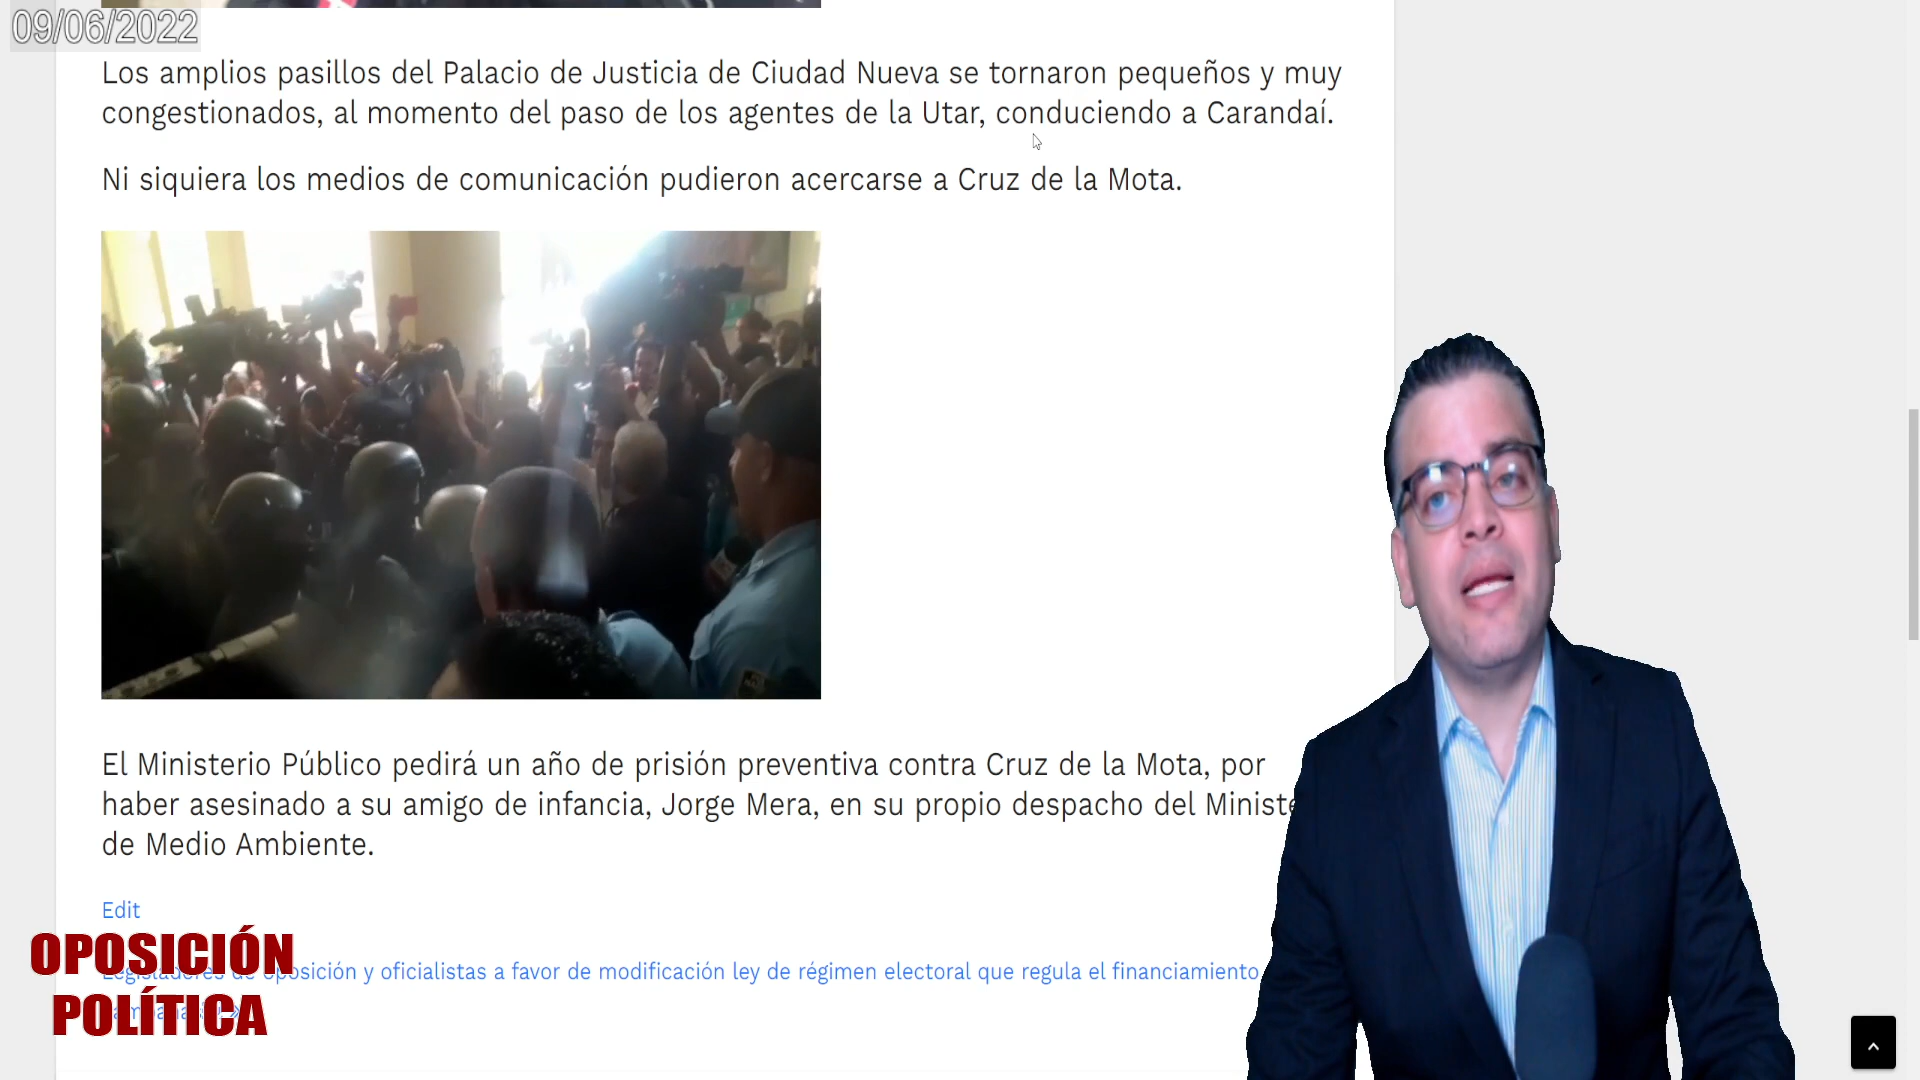 09/06/2022
Los amplios pasillos del Palacio de Justicia de Ciudad Nueva se tornaron pequeños y muy
congestionados, al momento del paso de los agentes de la Utar, conduciendo a Carandaí.
Ni siquiera los medios de comunicación pudieron acercarse a Cruz de la Mota.
El Ministerio Público pedirá un año de prisión preventiva contra Cruz de la Mota, por
haber asesinado a su amigo de infancia, Jorge Mera, en su propio despacho del Ministe
de Medio Ambiente.
Edit
Legisladores de oposición y oficialistas a favor de modificación ley de régimen electoral que regula el financiamiento
OPOSICIÓN
POLÍTICA